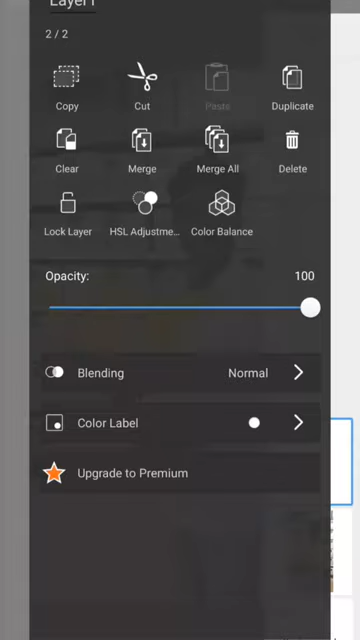 Layer1
2 / 2
Copy
Cut
Paste
Duplicate
Clear
Merge
Merge All
Delete
Lock Layer
HSL Adjustme...
Color Balance
Opacity:
100
Blending
Normal
Color Label
Upgrade to Premium